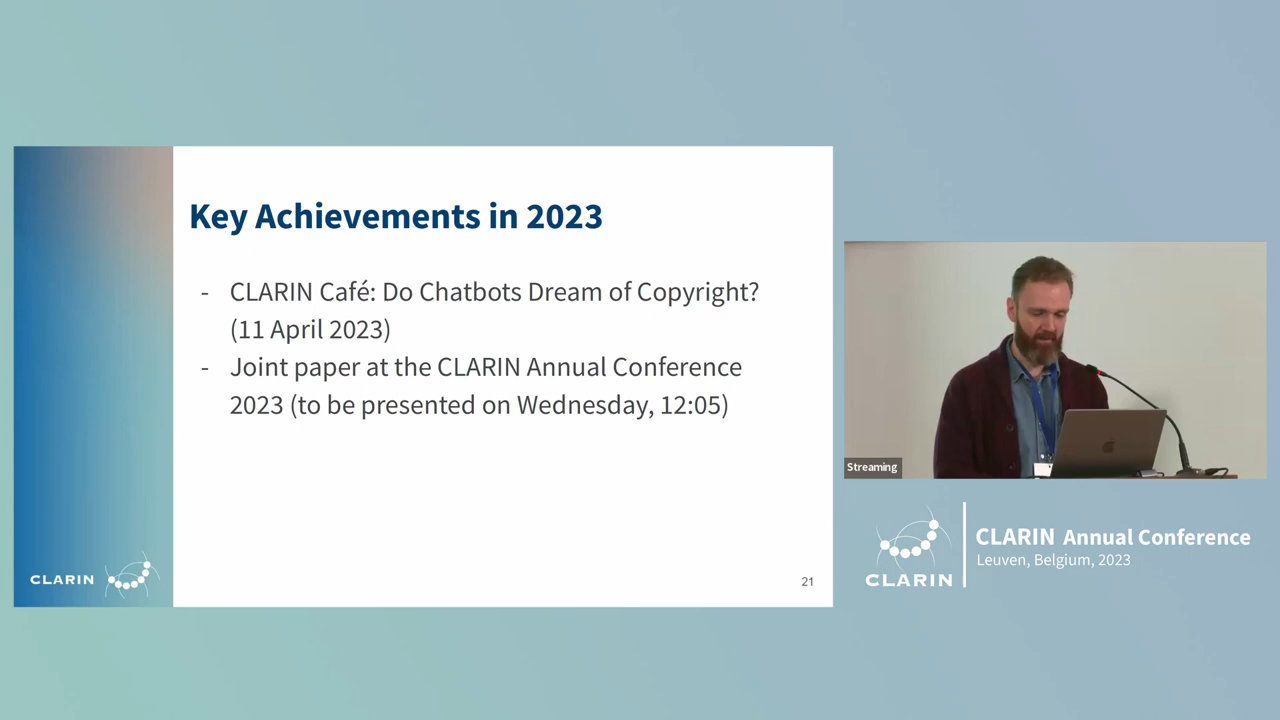 Key Achievements in 2023
- CLARIN Café: Do Chatbots Dream of Copyright?
(11 April 2023)
- Joint paper at the CLARIN Annual Conference
2023 (to be presented on Wednesday, 12:05)
CLARIN
21
Streaming
CLARIN
CLARIN Annual Conference
Leuven, Belgium, 2023